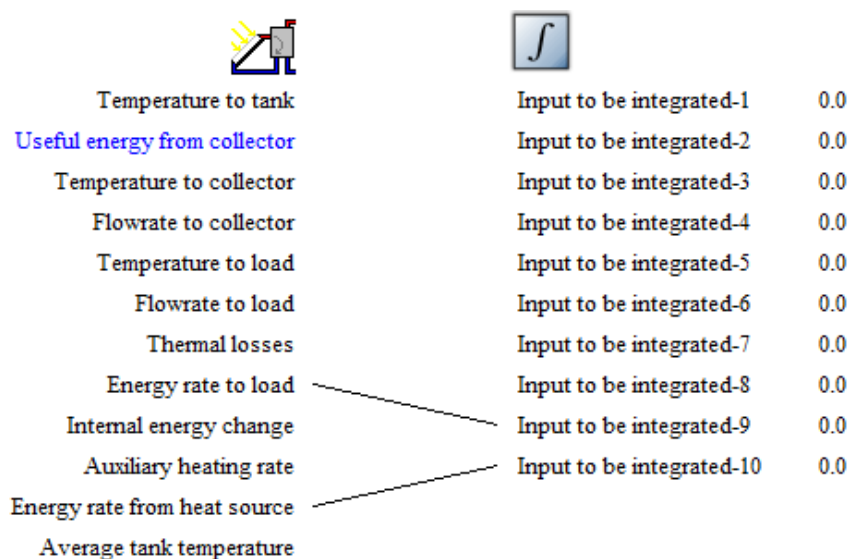 Temperature to tank Input to be integrated-1 0.0
Useful energy from collector Input to be integrated-2 0.0
Temperature to collector Input to be integrated-3 0.0
Flowrate to collector Input to be integrated-4 0.0
Temperature to load Input to be integrated-5 0.0
Flowrate to load Input to be integrated-6 0.0
Thermal losses Input to be integrated-7 0.0
Energy rate to load Input to be integrated-8 0.0
Internal energy change Input to be integrated-9 0.0
Auxiliary heating rate Input to be integrated-10 0.0
Energy rate from heat source
Average tank temperature